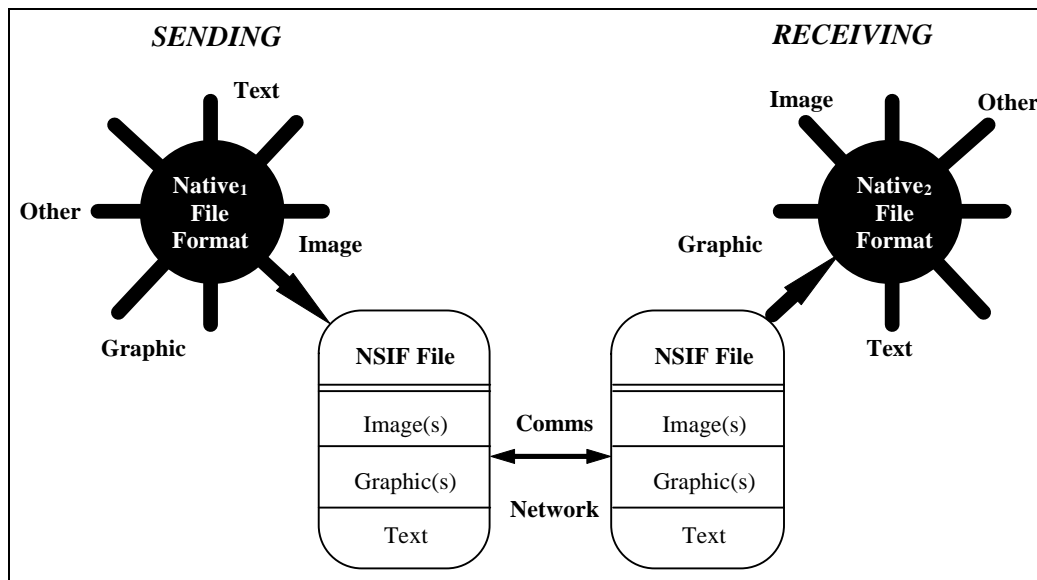 SENDING
RECEIVING
Text
Image
Other
Native1
File
Format
Native2
File
Format
Other
Image
Graphic
Graphic
Text
NSIF File
Image(s)
Graphic(s)
Text
Comms
Network
NSIF File
Image(s)
Graphic(s)
Text